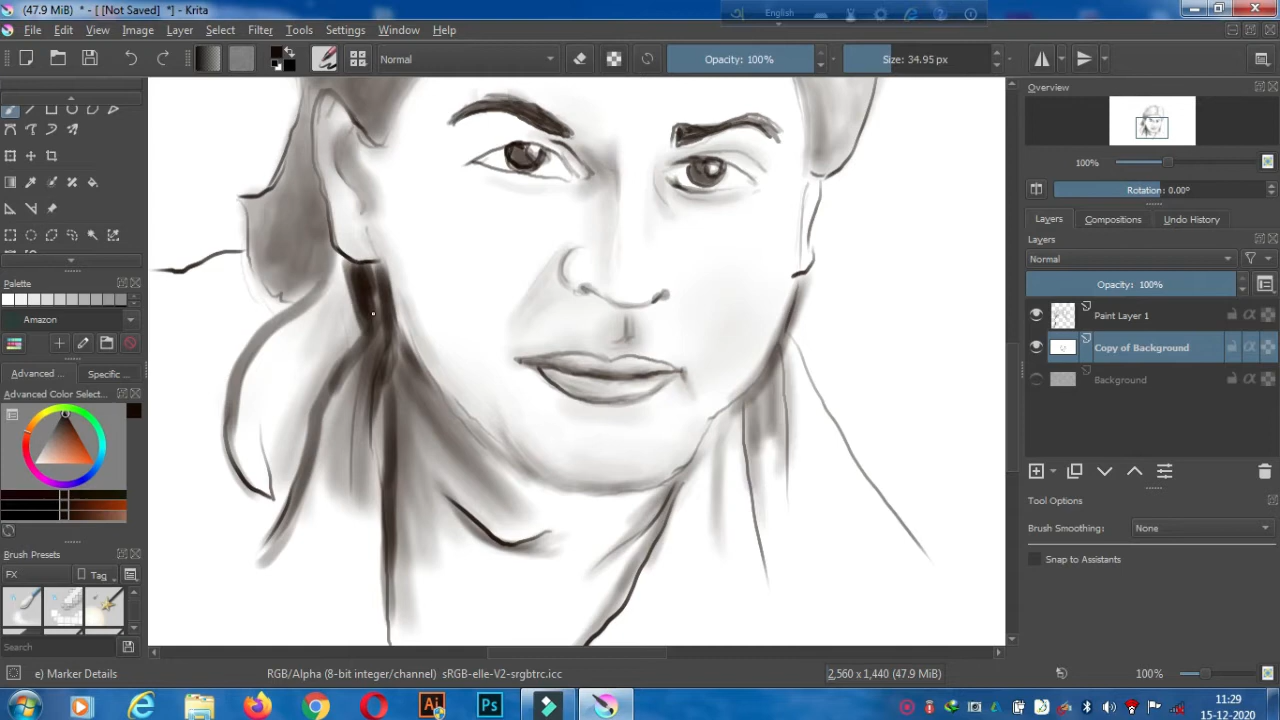 (47.9 MiB) * - [ [Not Saved] *] - Krita
English
File Edit View Image Layer Select Filter Tools Settings Window Help
Normal
Opacity: 100%
Size: 34.95 px
Overview
100%
Rotation: 0.00°
Layers Compositions Undo History
Layers
Normal
Opacity: 100%
Paint Layer 1
Copy of Background
Background
Tool Options
Brush Smoothing: None
Snap to Assistants
Palette
Amazon
Advanced ... Specific ...
Advanced Color Select...
Brush Presets
FX Tag
Search
e) Marker Details
RGB/Alpha (8-bit integer/channel) sRGB-elle-V2-srgbtrc.icc
2,560 x 1,440 (47.9 MiB)
100%
Ai
Ps
11:29
15-12-2020